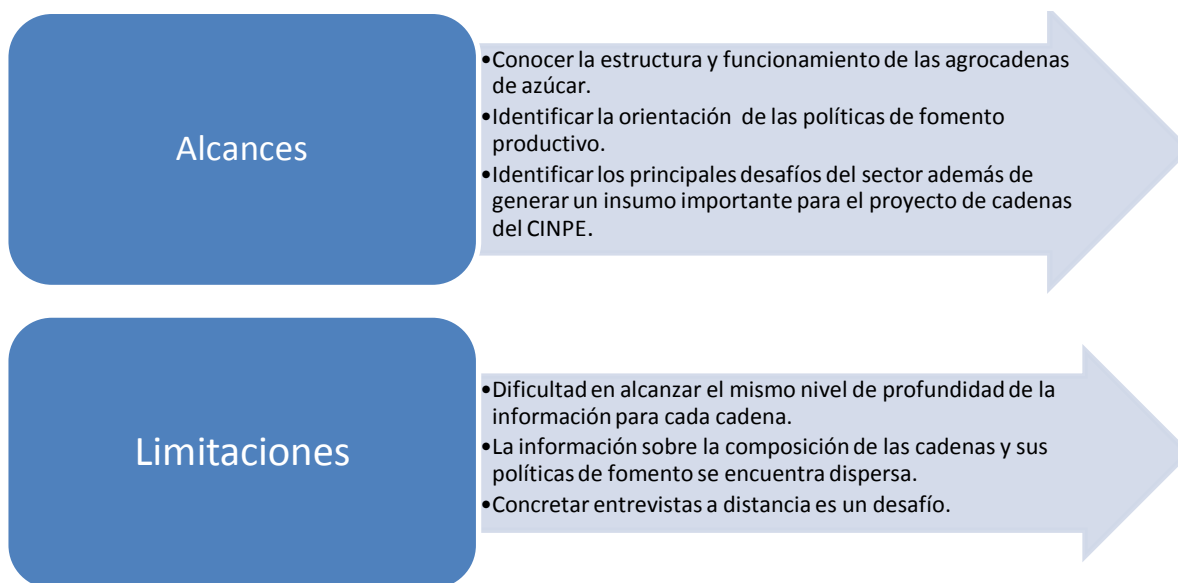 Alcances
•Conocer la estructura y funcionamiento de las agrocadenas
de azúcar.
•Identificar la orientación de las políticas de fomento
productivo.
•Identificar los principales desafíos del sector además de
generar un insumo importante para el proyecto de cadenas
del CINPE.
Limitaciones
•Dificultad en alcanzar el mismo nivel de profundidad de la
información para cada cadena.
•La información sobre la composición de las cadenas y sus
políticas de fomento se encuentra dispersa.
•Concretar entrevistas a distancia es un desafío.